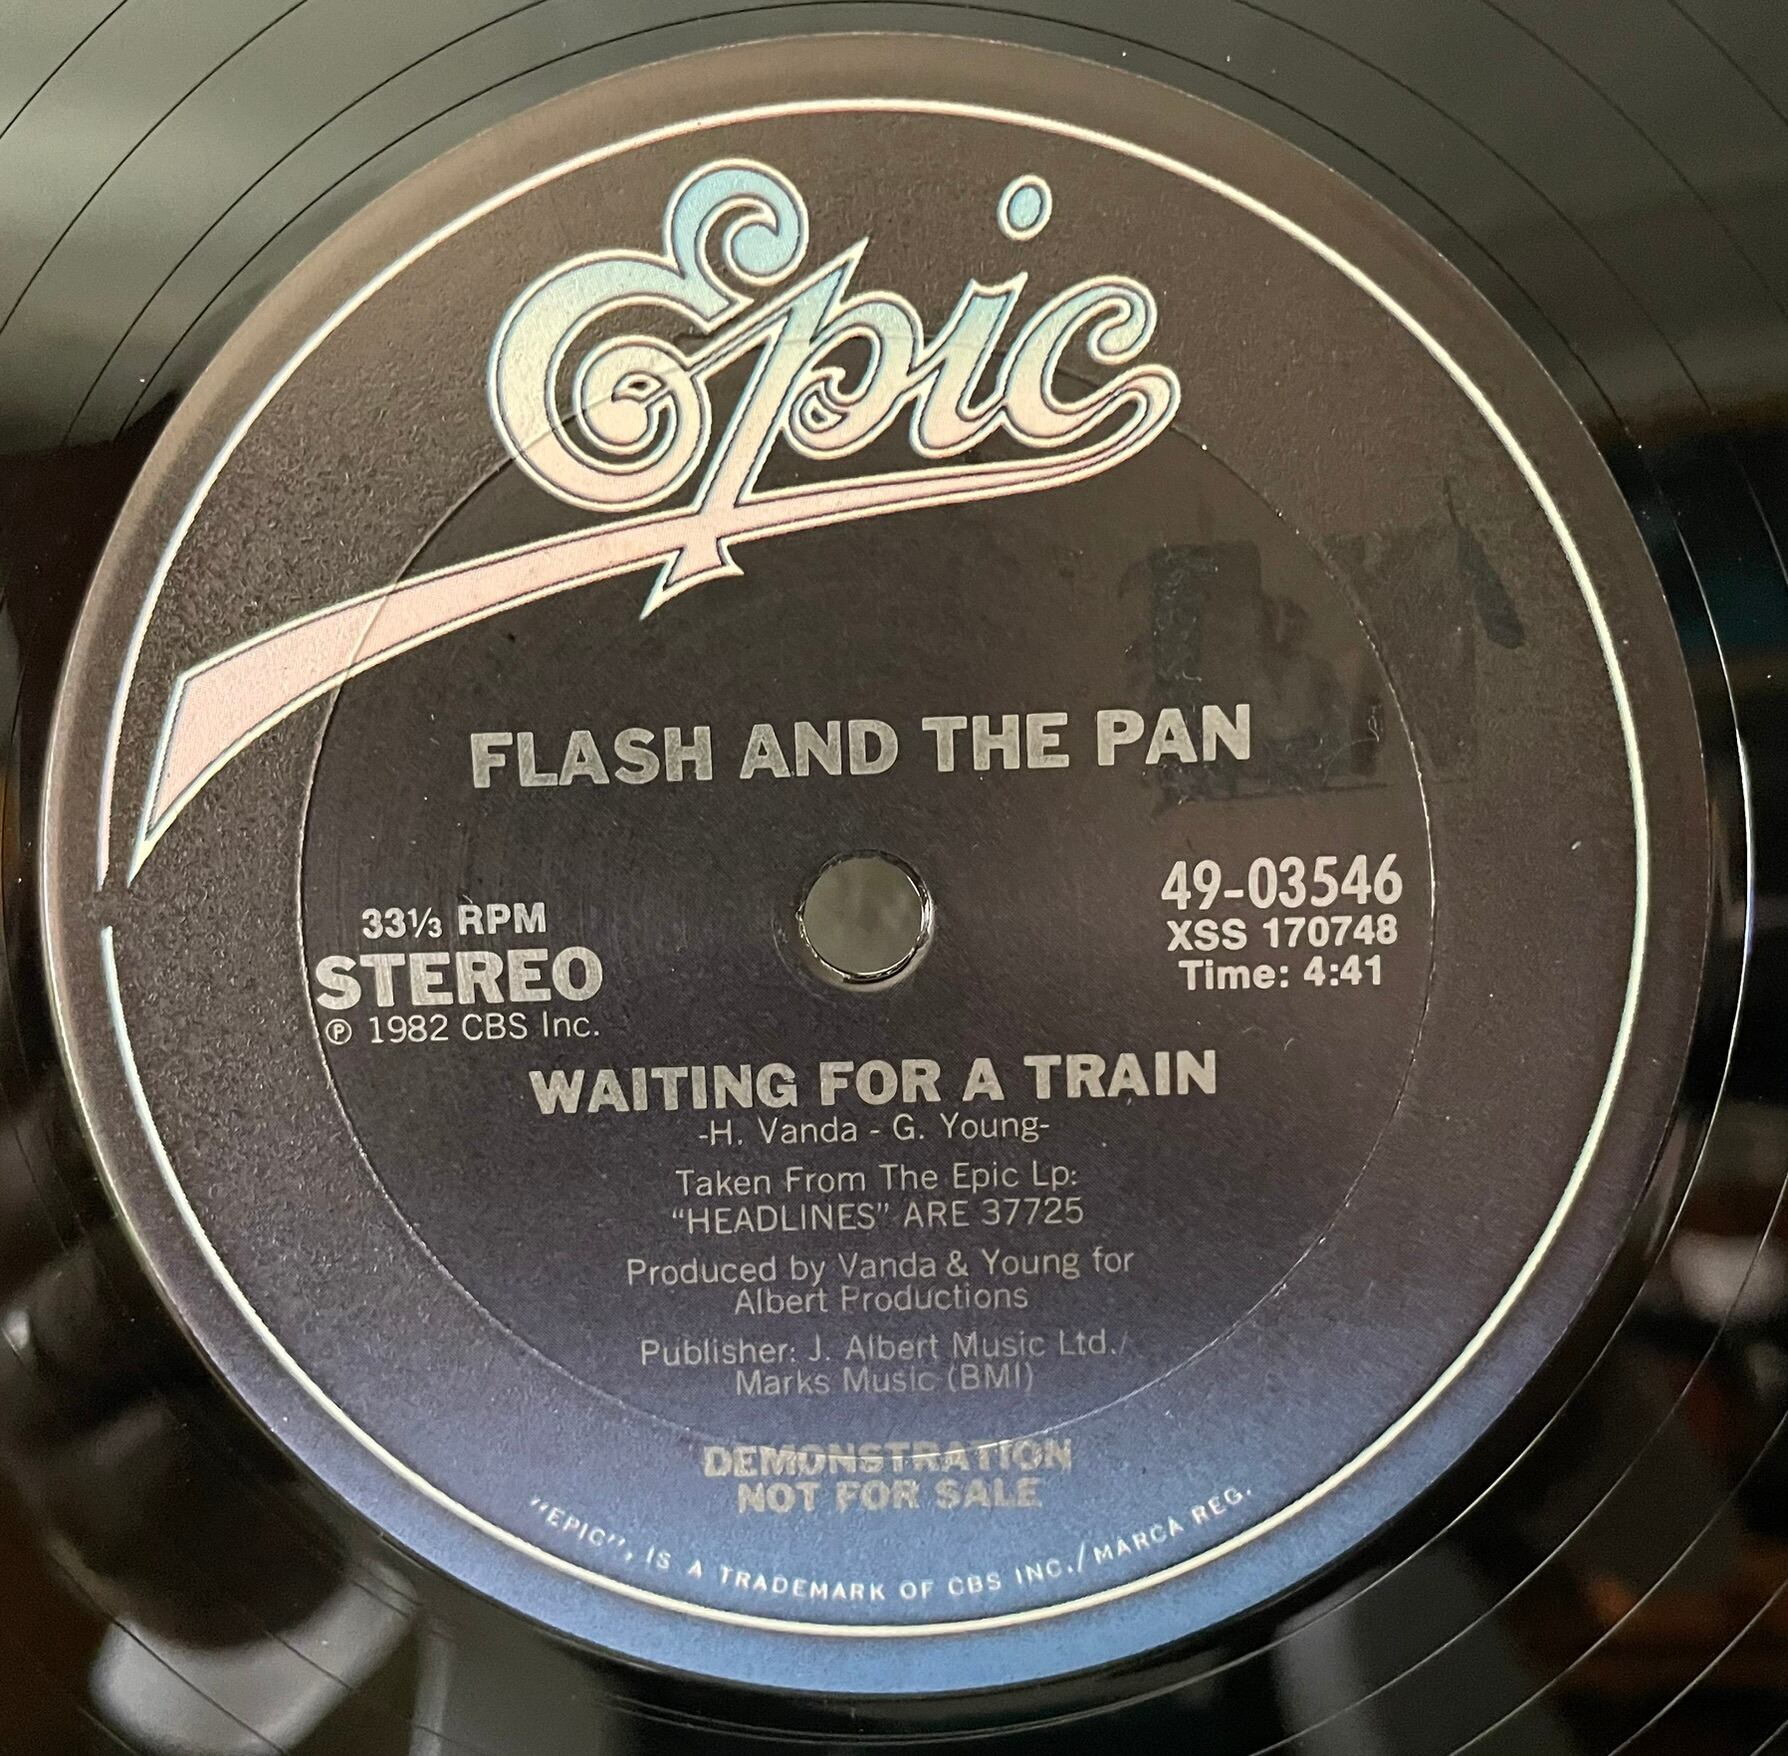 Epic
FLASH AND THE PAN
33⅓ RPM
STEREO
℗ 1982 CBS Inc.
49-03546
XSS 170748
Time: 4:41
WAITING FOR A TRAIN
-H. Vanda - G. Young-
Taken From The Epic Lp:
“HEADLINES” ARE 37725
Produced by Vanda & Young for
Albert Productions
Publisher: J. Albert Music Ltd./
Marks Music (BMI)
DEMONSTRATION
NOT FOR SALE
"EPIC", IS A TRADEMARK OF CBS INC./MARCA REG.